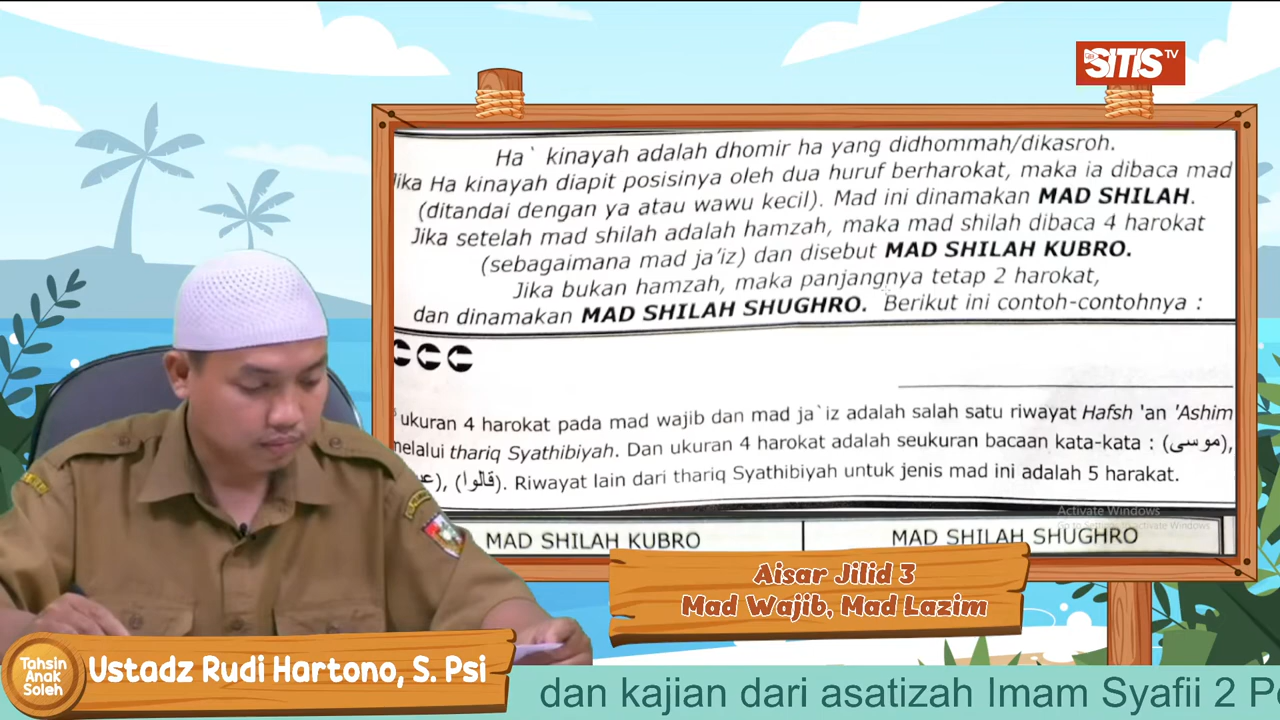 SITIS TV
Ha` kinayah adalah dhomir ha yang didhommah/dikasroh.
Jika Ha kinayah diapit posisinya oleh dua huruf berharokat, maka ia dibaca mad
(ditandai dengan ya atau wawu kecil). Mad ini dinamakan MAD SHILAH.
Jika setelah mad shilah adalah hamzah, maka mad shilah dibaca 4 harokat
(sebagaimana mad ja'iz) dan disebut MAD SHILAH KUBRO.
Jika bukan hamzah, maka panjangnya tetap 2 harokat,
dan dinamakan MAD SHILAH SHUGHRO. Berikut ini contoh-contohnya :
ukuran 4 harokat pada mad wajib dan mad ja`iz adalah salah satu riwayat Hafsh 'an 'Ashim
melalui thariq Syathibiyah. Dan ukuran 4 harokat adalah seukuran bacaan kata-kata : (موسى),
(قالوا). Riwayat lain dari thariq Syathibiyah untuk jenis mad ini adalah 5 harakat.
Activate Windows
Go to Settings to activate Windows.
MAD SHILAH KUBRO MAD SHILAH SHUGHRO
Aisar Jilid 3
Mad Wajib, Mad Lazim
Tahsin
Anak
Soleh
Ustadz Rudi Hartono, S. Psi
dan kajian dari asatizah Imam Syafii 2 P